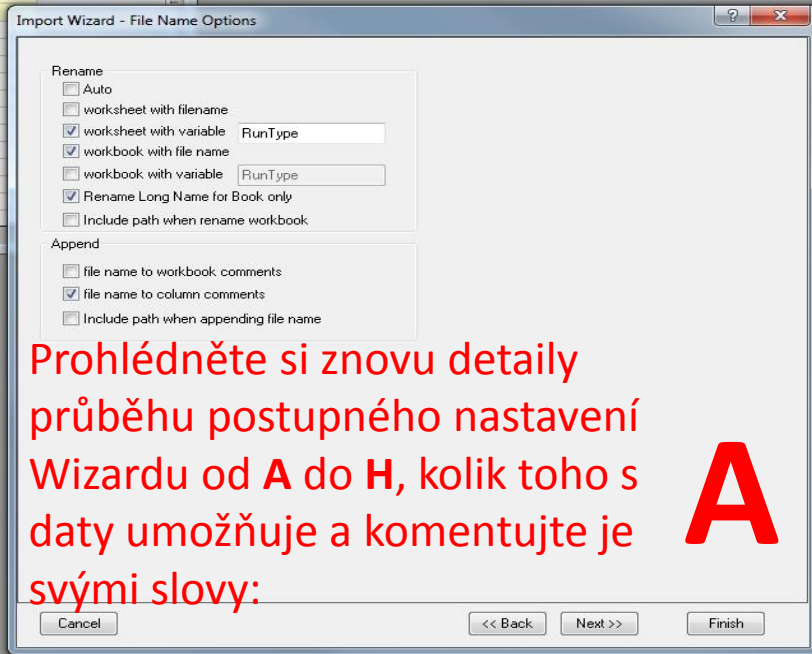 Import Wizard - File Name Options
Rename
Auto
worksheet with filename
worksheet with variable RunType
workbook with file name
workbook with variable RunType
Rename Long Name for Book only
Include path when rename workbook
Append
file name to workbook comments
file name to column comments
Include path when appending file name
Prohlédněte si znovu detaily
průběhu postupného nastavení
Wizardu od A do H, kolik toho s
daty umožňuje a komentujte je
svými slovy:
A
Cancel << Back Next >> Finish